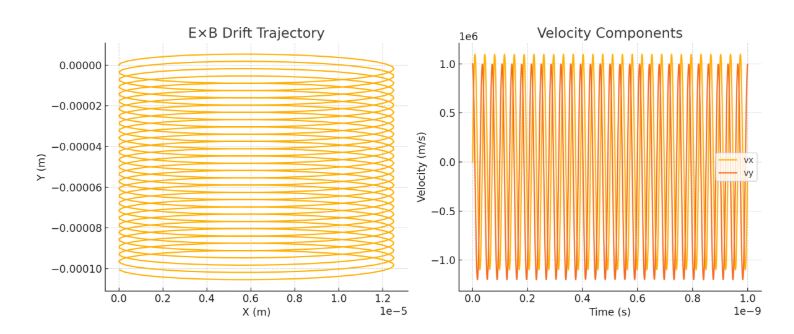 E×B Drift Trajectory
0.00000
−0.00002
−0.00004
−0.00006
−0.00008
−0.00010
Y (m)
0.0 0.2 0.4 0.6 0.8 1.0 1.2
1e−5
X (m)
Velocity Components
1e6
1.0
0.5
0.0
−0.5
−1.0
Velocity (m/s)
vx
vy
0.0 0.2 0.4 0.6 0.8 1.0
1e−9
Time (s)